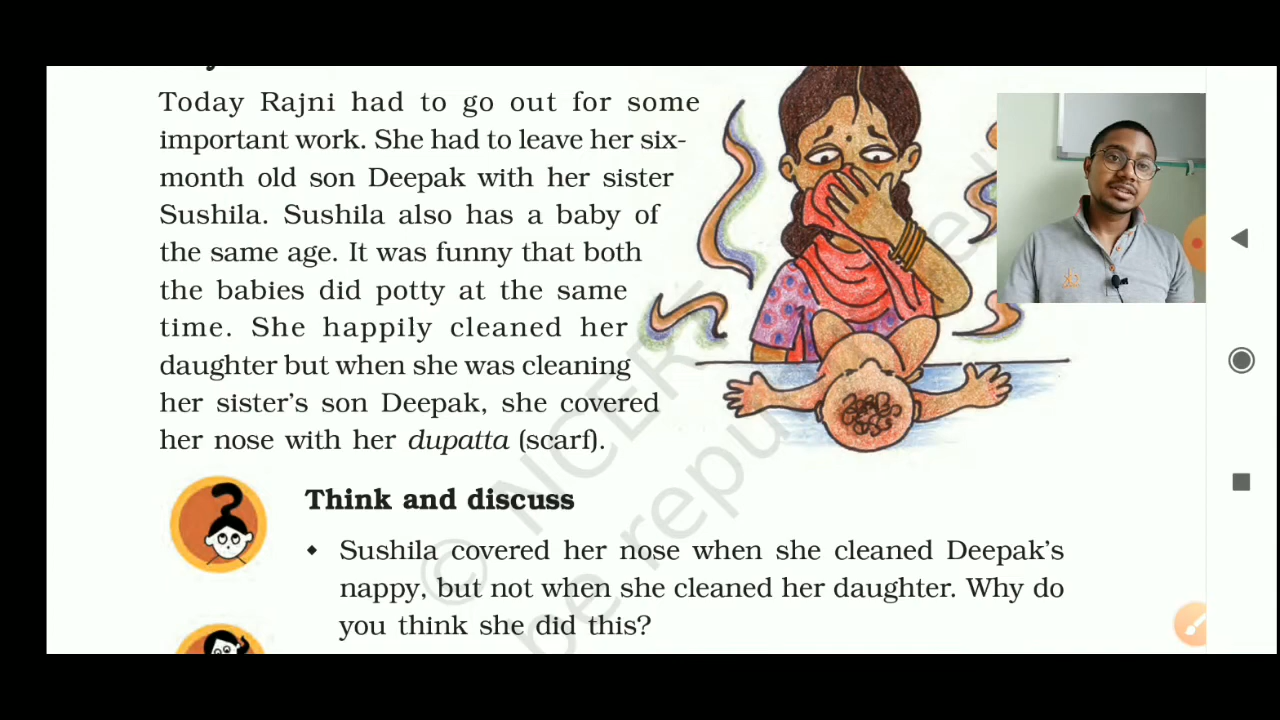 Today Rajni had to go out for some
important work. She had to leave her six-
month old son Deepak with her sister
Sushila. Sushila also has a baby of
the same age. It was funny that both
the babies did potty at the same
time. She happily cleaned her
daughter but when she was cleaning
her sister’s son Deepak, she covered
her nose with her dupatta (scarf).
Think and discuss
◆ Sushila covered her nose when she cleaned Deepak’s
nappy, but not when she cleaned her daughter. Why do
you think she did this?
© NCERT
be repu